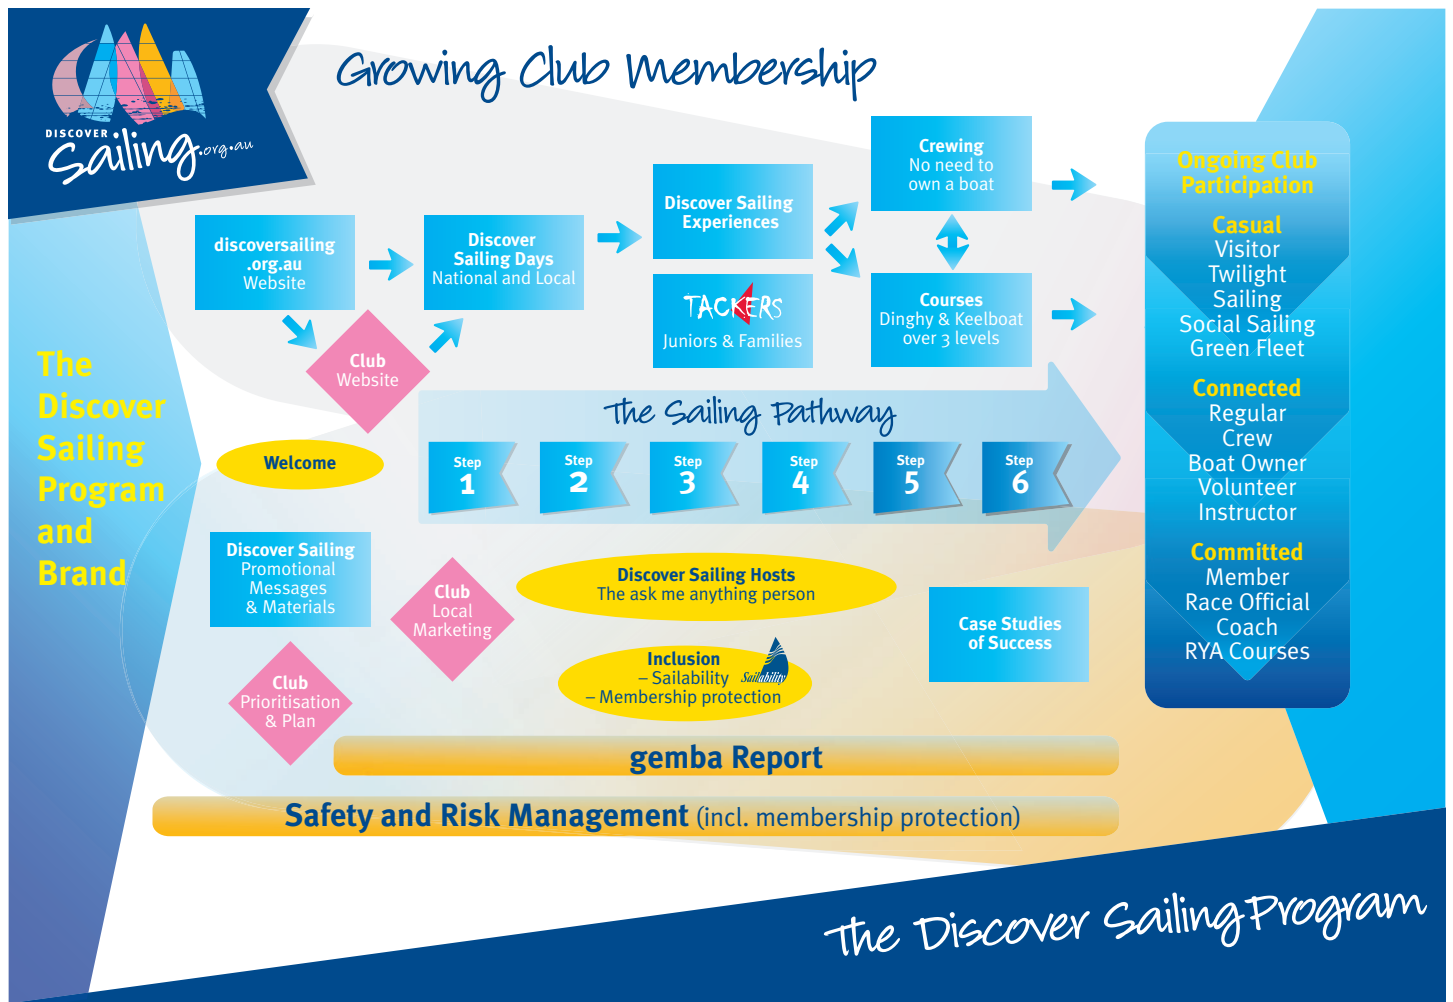 DISCOVER
Sailing.org.au
Growing Club Membership
The
Discover
Sailing
Program
and
Brand
discoversailing
.org.au
Website
Club
Website
Discover
Sailing Days
National and Local
Discover Sailing
Experiences
TACKERS
Juniors & Families
Crewing
No need to
own a boat
Courses
Dinghy & Keelboat
over 3 levels
Ongoing Club
Participation
Casual
Visitor
Twilight
Sailing
Social Sailing
Green Fleet
Connected
Regular
Crew
Boat Owner
Volunteer
Instructor
Committed
Member
Race Official
Coach
RYA Courses
The Sailing Pathway
Step
1
Step
2
Step
3
Step
4
Step
5
Step
6
Welcome
Discover Sailing
Promotional
Messages
& Materials
Club
Local
Marketing
Club
Prioritisation
& Plan
Discover Sailing Hosts
The ask me anything person
Inclusion
– Sailability
– Membership protection
Sailability
Case Studies
of Success
gemba Report
Safety and Risk Management (incl. membership protection)
The Discover Sailing Program